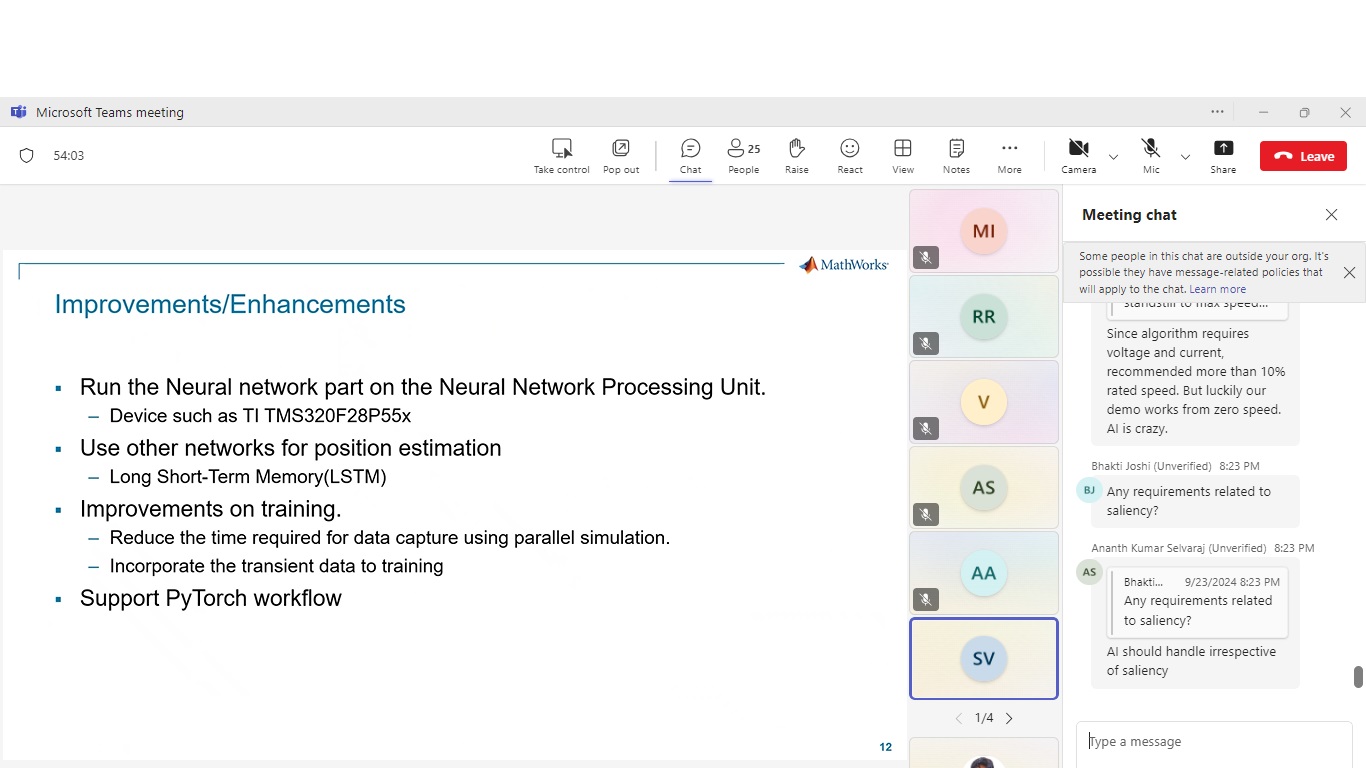 Microsoft Teams meeting
54:03
Take control
Pop out
Chat
25
People
Raise
React
View
Notes
More
Camera
Mic
Share
Leave
MathWorks®
Improvements/Enhancements
▪ Run the Neural network part on the Neural Network Processing Unit.
– Device such as TI TMS320F28P55x
▪ Use other networks for position estimation
– Long Short-Term Memory(LSTM)
▪ Improvements on training.
– Reduce the time required for data capture using parallel simulation.
– Incorporate the transient data to training
▪ Support PyTorch workflow
12
MI
RR
V
AS
AA
SV
1/4
Meeting chat
Some people in this chat are outside your org. It's
possible they have message-related policies that
will apply to the chat. Learn more
standstill to max speed...
Since algorithm requires
voltage and current,
recommended more than 10%
rated speed. But luckily our
demo works from zero speed.
AI is crazy.
Bhakti Joshi (Unverified) 8:23 PM
BJ
Any requirements related to
saliency?
Ananth Kumar Selvaraj (Unverified) 8:23 PM
AS
Bhakti... 9/23/2024 8:23 PM
Any requirements related
to saliency?
AI should handle irrespective
of saliency
Type a message